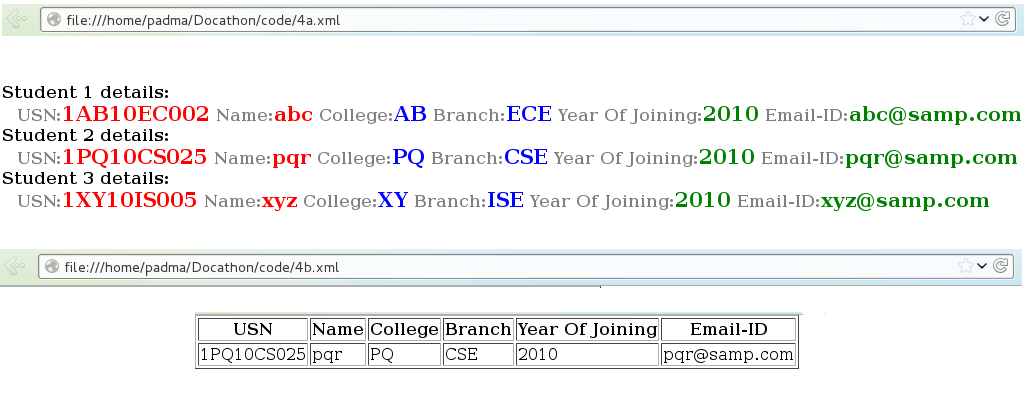 file:///home/padma/Docathon/code/4a.xml
Student 1 details:
USN:1AB10EC002 Name:abc College:AB Branch:ECE Year Of Joining:2010 Email-ID:abc@samp.com
Student 2 details:
USN:1PQ10CS025 Name:pqr College:PQ Branch:CSE Year Of Joining:2010 Email-ID:pqr@samp.com
Student 3 details:
USN:1XY10IS005 Name:xyz College:XY Branch:ISE Year Of Joining:2010 Email-ID:xyz@samp.com
file:///home/padma/Docathon/code/4b.xml
USN Name College Branch Year Of Joining Email-ID
1PQ10CS025 pqr PQ CSE 2010 pqr@samp.com